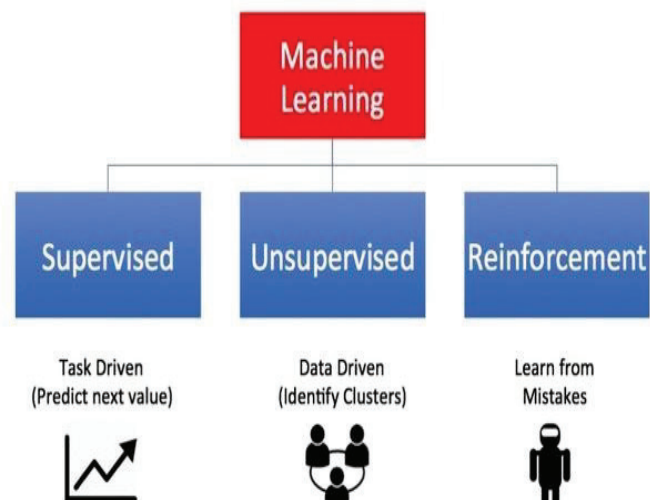 Machine
Learning
Supervised
Unsupervised
Reinforcement
Task Driven
(Predict next value)
Data Driven
(Identify Clusters)
Learn from
Mistakes